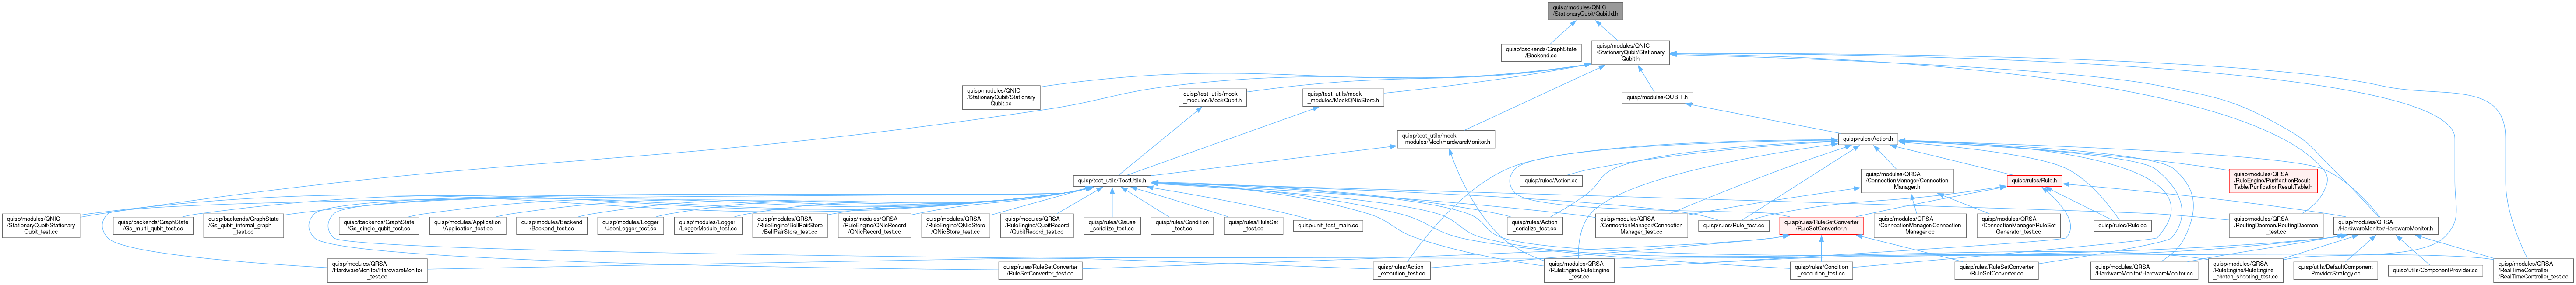 quisp/modules/QNIC
/StationaryQubit/QubitId.h
quisp/backends/GraphState
/Backend.cc
quisp/modules/QNIC
/StationaryQubit/Stationary
Qubit.h
quisp/modules/QNIC
/StationaryQubit/Stationary
Qubit.cc
quisp/test_utils/mock
_modules/MockQubit.h
quisp/test_utils/mock
_modules/MockQNicStore.h
quisp/modules/QUBIT.h
quisp/test_utils/mock
_modules/MockHardwareMonitor.h
quisp/rules/Action.h
quisp/test_utils/TestUtils.h
quisp/rules/Action.cc
quisp/modules/QRSA
/ConnectionManager/Connection
Manager.h
quisp/rules/Rule.h
quisp/modules/QRSA
/RuleEngine/PurificationResult
Table/PurificationResultTable.h
quisp/modules/QNIC
/StationaryQubit/Stationary
Qubit_test.cc
quisp/backends/GraphState
/Gs_multi_qubit_test.cc
quisp/backends/GraphState
/Gs_qubit_internal_graph
_test.cc
quisp/backends/GraphState
/Gs_single_qubit_test.cc
quisp/modules/Application
/Application_test.cc
quisp/modules/Backend
/Backend_test.cc
quisp/modules/Logger
/JsonLogger_test.cc
quisp/modules/Logger
/LoggerModule_test.cc
quisp/modules/QRSA
/RuleEngine/BellPairStore
/BellPairStore_test.cc
quisp/modules/QRSA
/RuleEngine/QNicRecord
/QNicRecord_test.cc
quisp/modules/QRSA
/RuleEngine/QNicStore
/QNicStore_test.cc
quisp/modules/QRSA
/RuleEngine/QubitRecord
/QubitRecord_test.cc
quisp/rules/Clause
_serialize_test.cc
quisp/rules/Condition
_test.cc
quisp/rules/RuleSet
_test.cc
quisp/unit_test_main.cc
quisp/rules/Action
_serialize_test.cc
quisp/modules/QRSA
/ConnectionManager/Connection
Manager_test.cc
quisp/rules/Rule_test.cc
quisp/rules/RuleSetConverter
/RuleSetConverter.h
quisp/modules/QRSA
/ConnectionManager/Connection
Manager.cc
quisp/modules/QRSA
/ConnectionManager/RuleSet
Generator_test.cc
quisp/rules/Rule.cc
quisp/modules/QRSA
/RoutingDaemon/RoutingDaemon
_test.cc
quisp/modules/QRSA
/HardwareMonitor/HardwareMonitor.h
quisp/modules/QRSA
/HardwareMonitor/HardwareMonitor
_test.cc
quisp/rules/RuleSetConverter
/RuleSetConverter_test.cc
quisp/rules/Action
_execution_test.cc
quisp/modules/QRSA
/RuleEngine/RuleEngine
_test.cc
quisp/rules/Condition
_execution_test.cc
quisp/rules/RuleSetConverter
/RuleSetConverter.cc
quisp/modules/QRSA
/HardwareMonitor/HardwareMonitor.cc
quisp/modules/QRSA
/RuleEngine/RuleEngine
_photon_shooting_test.cc
quisp/utils/DefaultComponent
ProviderStrategy.cc
quisp/utils/ComponentProvider.cc
quisp/modules/QRSA
/RealTimeController
/RealTimeController_test.cc